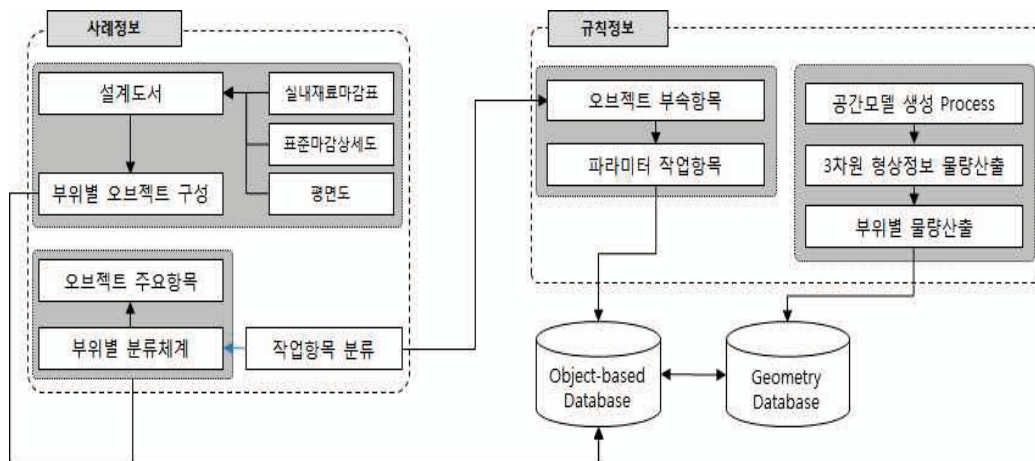 사례정보
설계도서
실내재료마감표
표준마감상세도
부위별 오브젝트 구성
평면도
오브젝트 주요항목
부위별 분류체계
작업항목 분류
규칙정보
오브젝트 부속항목
파라미터 작업항목
공간모델 생성 Process
3차원 형상정보 물량산출
부위별 물량산출
Object-based
Database
Geometry
Database